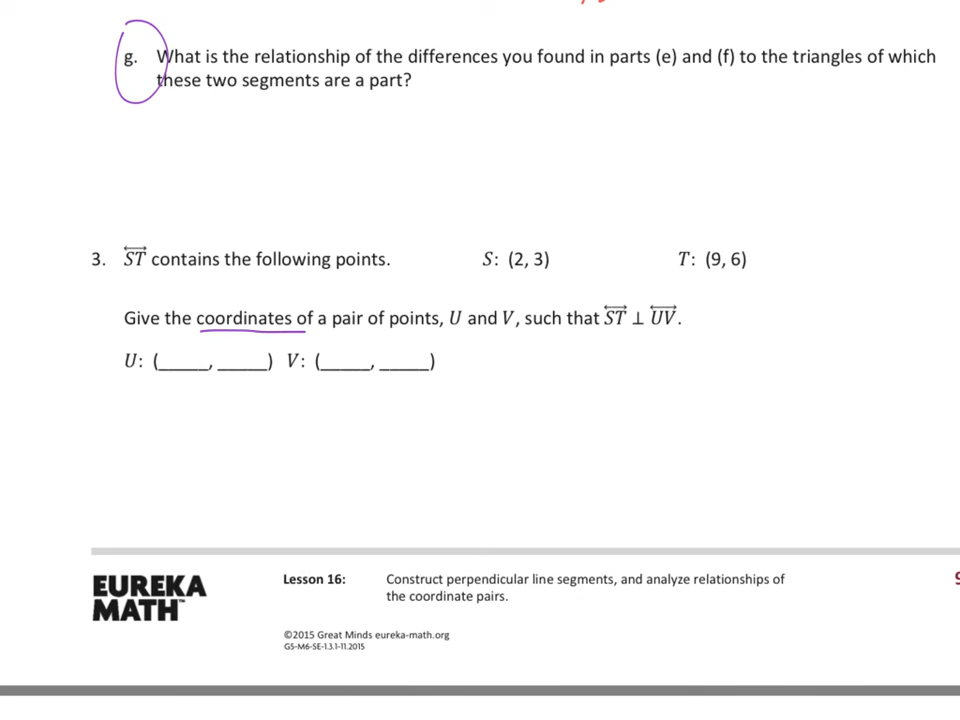 g. What is the relationship of the differences you found in parts (e) and (f) to the triangles of which
these two segments are a part?
3. ST contains the following points. S: (2, 3) T: (9, 6)
Give the coordinates of a pair of points, U and V, such that ST ⊥ UV.
U: (_____, _____) V: (_____, _____)
EUREKA
MATH™
Lesson 16: Construct perpendicular line segments, and analyze relationships of
the coordinate pairs.
©2015 Great Minds eureka-math.org
G5-M6-SE-1.3.1-11.2015